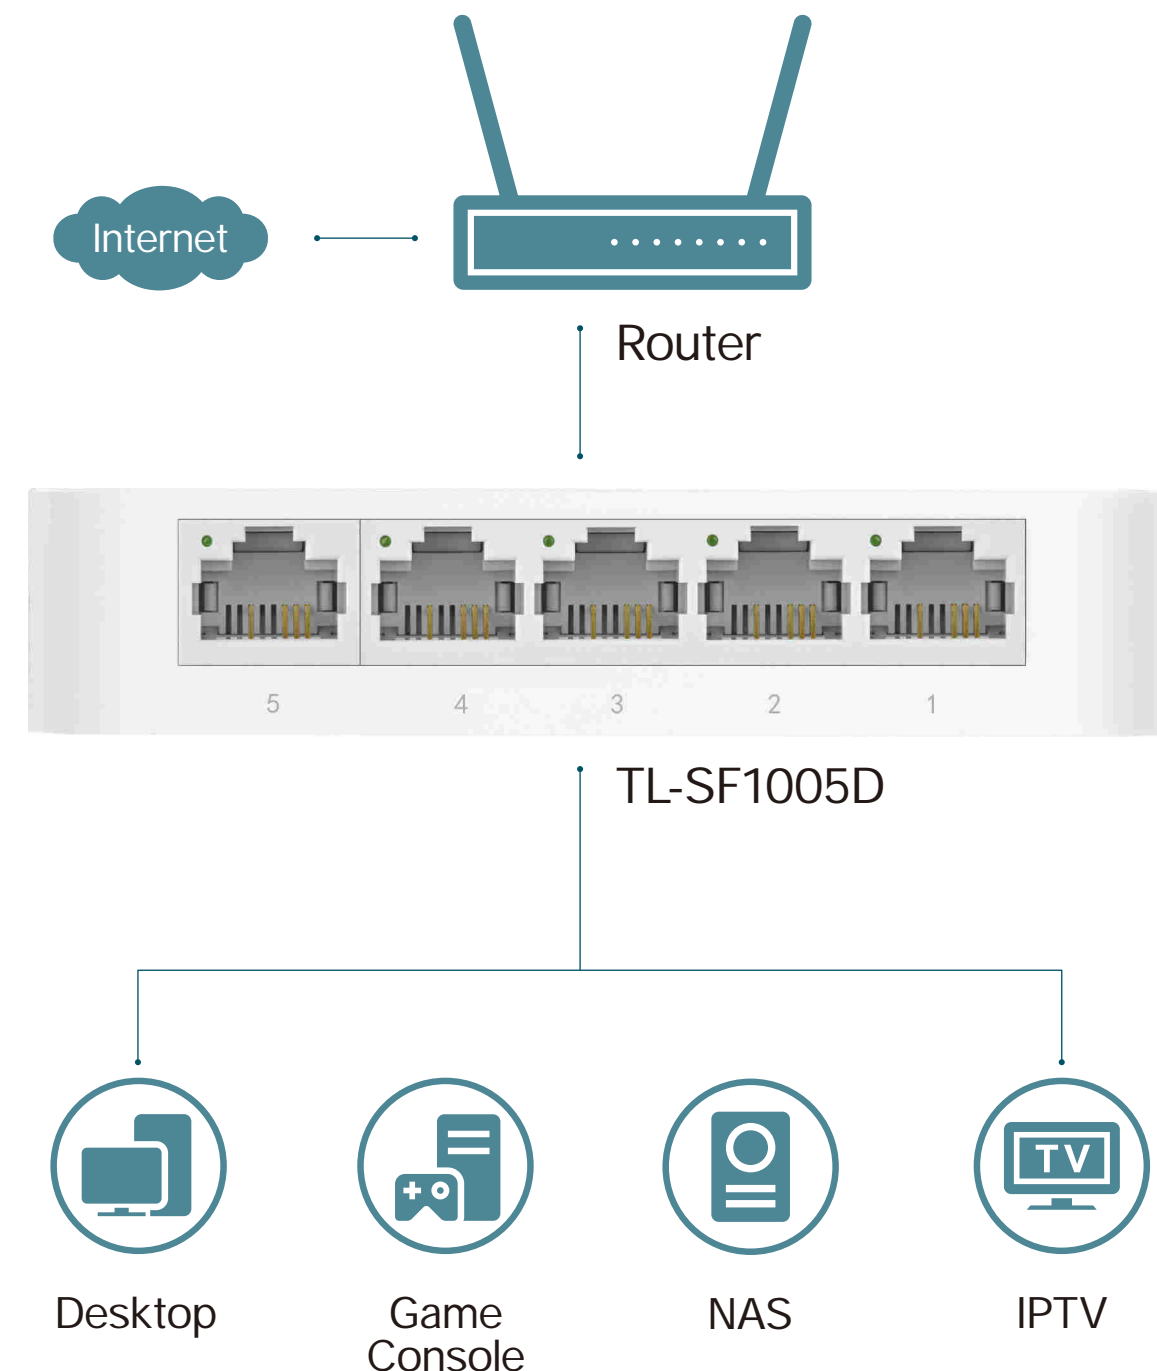 Internet
Router
5 4 3 2 1
TL-SF1005D
TV
Desktop Game Console NAS IPTV